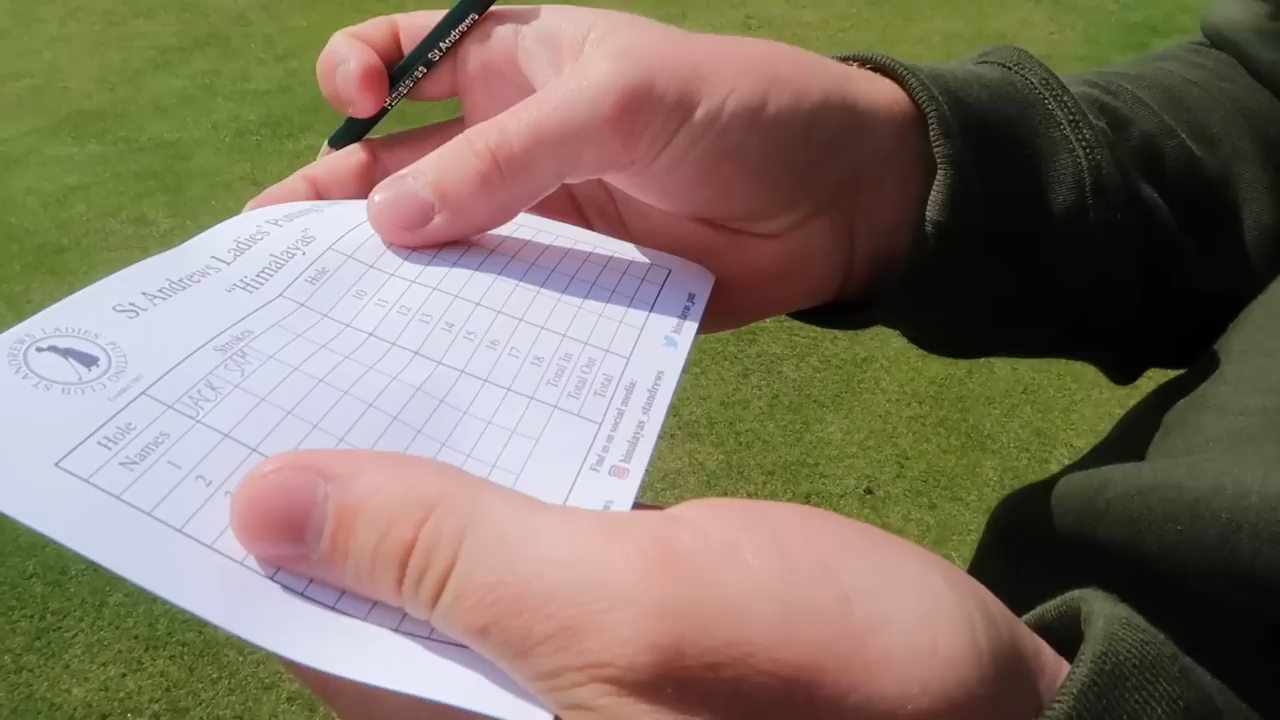 Himalayas St Andrews
St Andrews Ladies' Putting
"Himalayas"
ST ANDREWS LADIES' PUTTING CLUB
Strokes
Hole
Names JACK SAM
1
2
Hole
10
11
12
13
14
15
16
17
18
Total In
Total Out
Total
Find us on social media:
himalayas_standrews
himalayas_putt